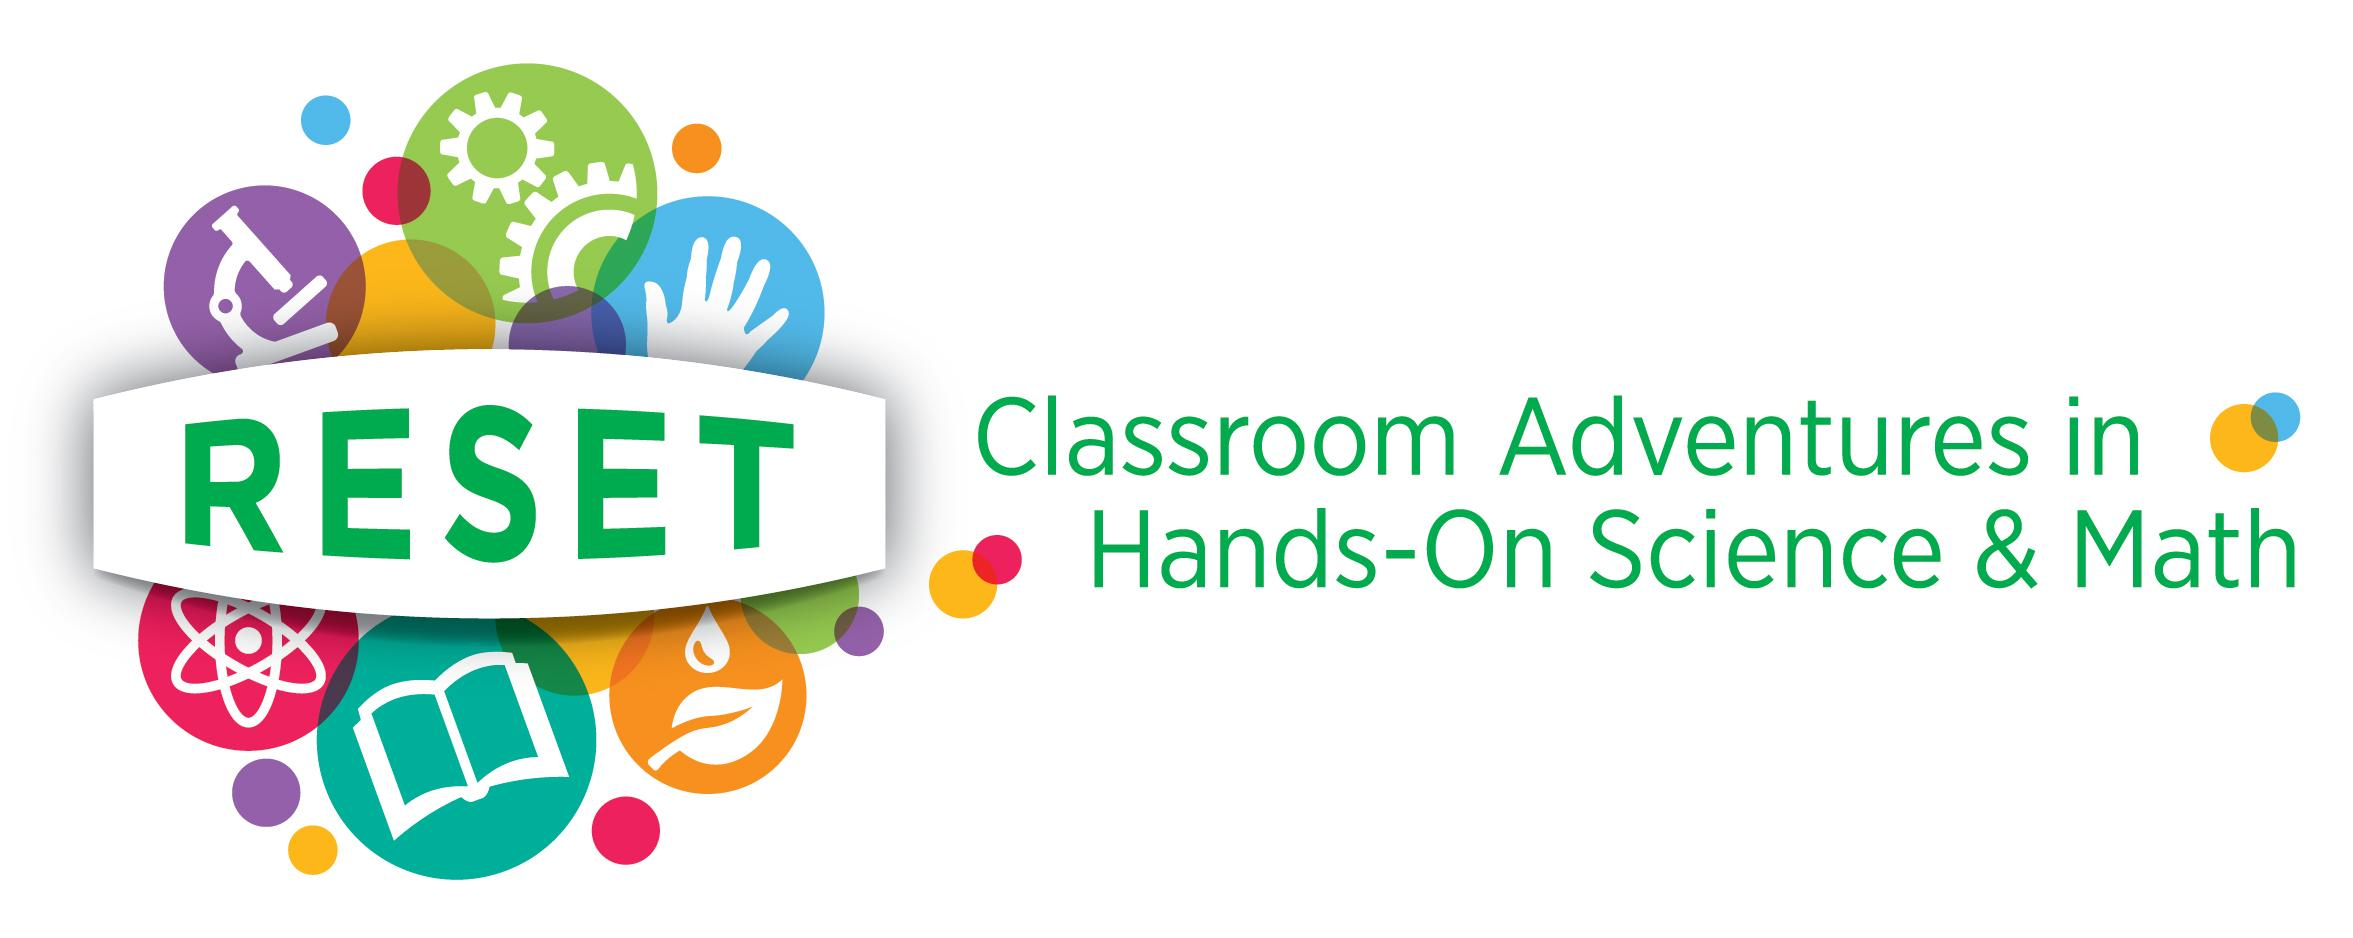 RESET
Classroom Adventures in
Hands-On Science & Math